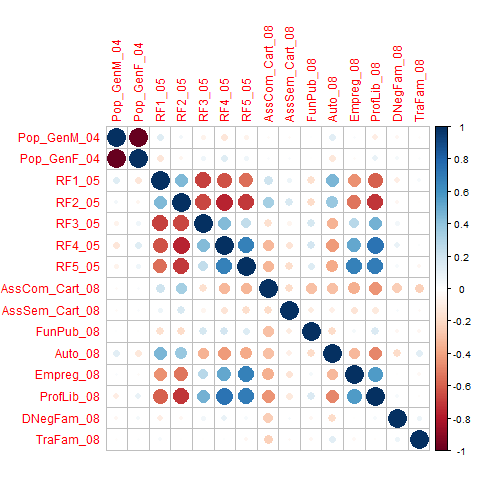 Pop_GenM_04
Pop_GenF_04
RF1_05
RF2_05
RF3_05
RF4_05
RF5_05
AssCom_Cart_08
AssSem_Cart_08
FunPub_08
Auto_08
Empreg_08
ProfLib_08
DNegFam_08
TraFam_08
Pop_GenM_04
Pop_GenF_04
RF1_05
RF2_05
RF3_05
RF4_05
RF5_05
AssCom_Cart_08
AssSem_Cart_08
FunPub_08
Auto_08
Empreg_08
ProfLib_08
DNegFam_08
TraFam_08
1
0.8
0.6
0.4
0.2
0
-0.2
-0.4
-0.6
-0.8
-1